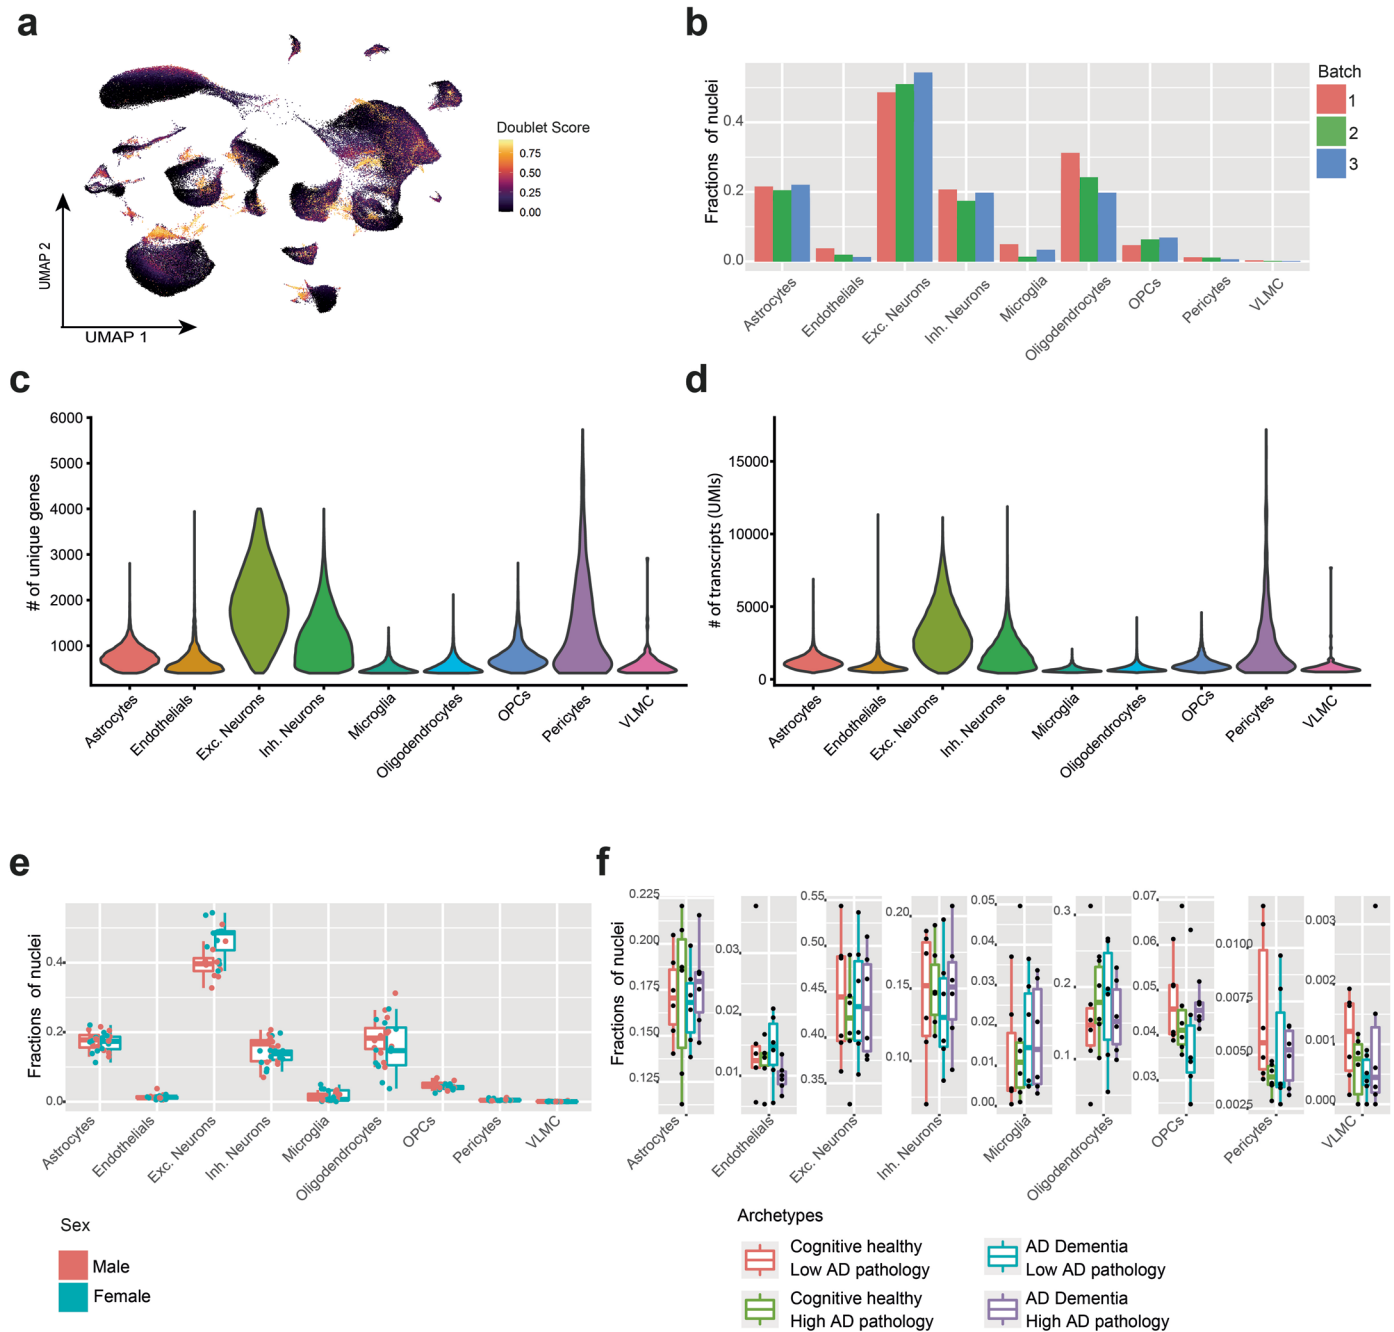 a
Doublet Score
0.75
0.50
0.25
0.00
UMAP 2
UMAP 1
b
Fractions of nuclei
0.4
0.2
0.0
Astrocytes
Endothelials
Exc. Neurons
Inh. Neurons
Microglia
Oligodendrocytes
OPCs
Pericytes
VLMC
Batch
1
2
3
c
# of unique genes
6000
5000
4000
3000
2000
1000
Astrocytes
Endothelials
Exc. Neurons
Inh. Neurons
Microglia
Oligodendrocytes
OPCs
Pericytes
VLMC
d
# of transcripts (UMIs)
15000
10000
5000
0
Astrocytes
Endothelials
Exc. Neurons
Inh. Neurons
Microglia
Oligodendrocytes
OPCs
Pericytes
VLMC
e
Fractions of nuclei
0.4
0.2
0.0
Astrocytes
Endothelials
Exc. Neurons
Inh. Neurons
Microglia
Oligodendrocytes
OPCs
Pericytes
VLMC
Sex
Male
Female
f
Fractions of nuclei
0.225
0.200
0.175
0.150
0.125
Astrocytes
0.03
0.02
0.01
Endothelials
0.55
0.50
0.45
0.40
0.35
Exc. Neurons
0.20
0.15
0.10
Inh. Neurons
0.05
0.04
0.03
0.02
0.01
0.00
Microglia
0.3
0.2
0.1
Oligodendrocytes
0.07
0.06
0.05
0.04
0.03
OPCs
0.0100
0.0075
0.0050
0.0025
Pericytes
0.003
0.002
0.001
0.000
VLMC
Archetypes
Cognitive healthy
Low AD pathology
Cognitive healthy
High AD pathology
AD Dementia
Low AD pathology
AD Dementia
High AD pathology